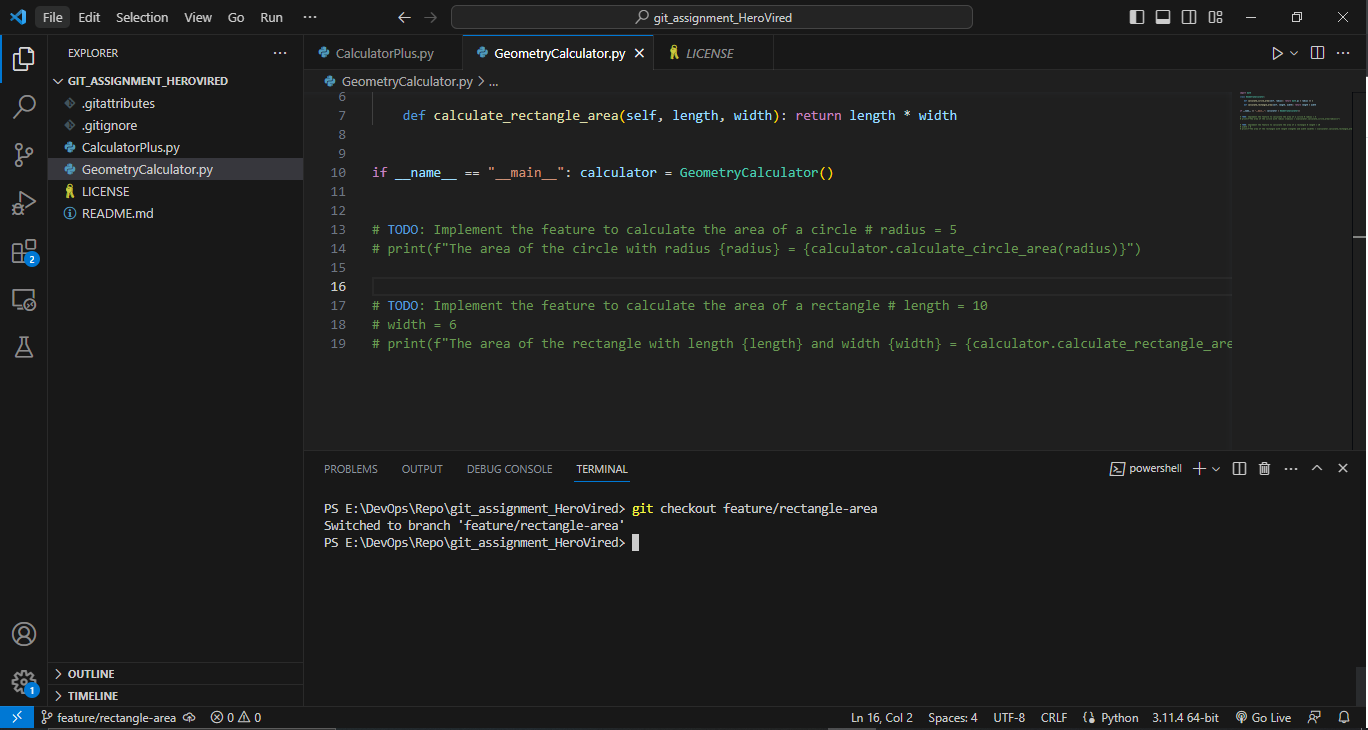 File Edit Selection View Go Run ··· git_assignment_HeroVired
EXPLORER ···
GIT_ASSIGNMENT_HEROVIRED
.gitattributes
.gitignore
CalculatorPlus.py
GeometryCalculator.py
LICENSE
README.md
OUTLINE
TIMELINE
2
1
CalculatorPlus.py GeometryCalculator.py LICENSE
GeometryCalculator.py > ...
6
7 def calculate_rectangle_area(self, length, width): return length * width
8
9
10 if __name__ == "__main__": calculator = GeometryCalculator()
11
12
13 # TODO: Implement the feature to calculate the area of a circle # radius = 5
14 # print(f"The area of the circle with radius {radius} = {calculator.calculate_circle_area(radius)}")
15
16
17 # TODO: Implement the feature to calculate the area of a rectangle # length = 10
18 # width = 6
19 # print(f"The area of the rectangle with length {length} and width {width} = {calculator.calculate_rectangle_are
PROBLEMS OUTPUT DEBUG CONSOLE TERMINAL powershell
PS E:\DevOps\Repo\git_assignment_HeroVired> git checkout feature/rectangle-area
Switched to branch 'feature/rectangle-area'
PS E:\DevOps\Repo\git_assignment_HeroVired>
feature/rectangle-area 0 0 Ln 16, Col 2 Spaces: 4 UTF-8 CRLF Python 3.11.4 64-bit Go Live